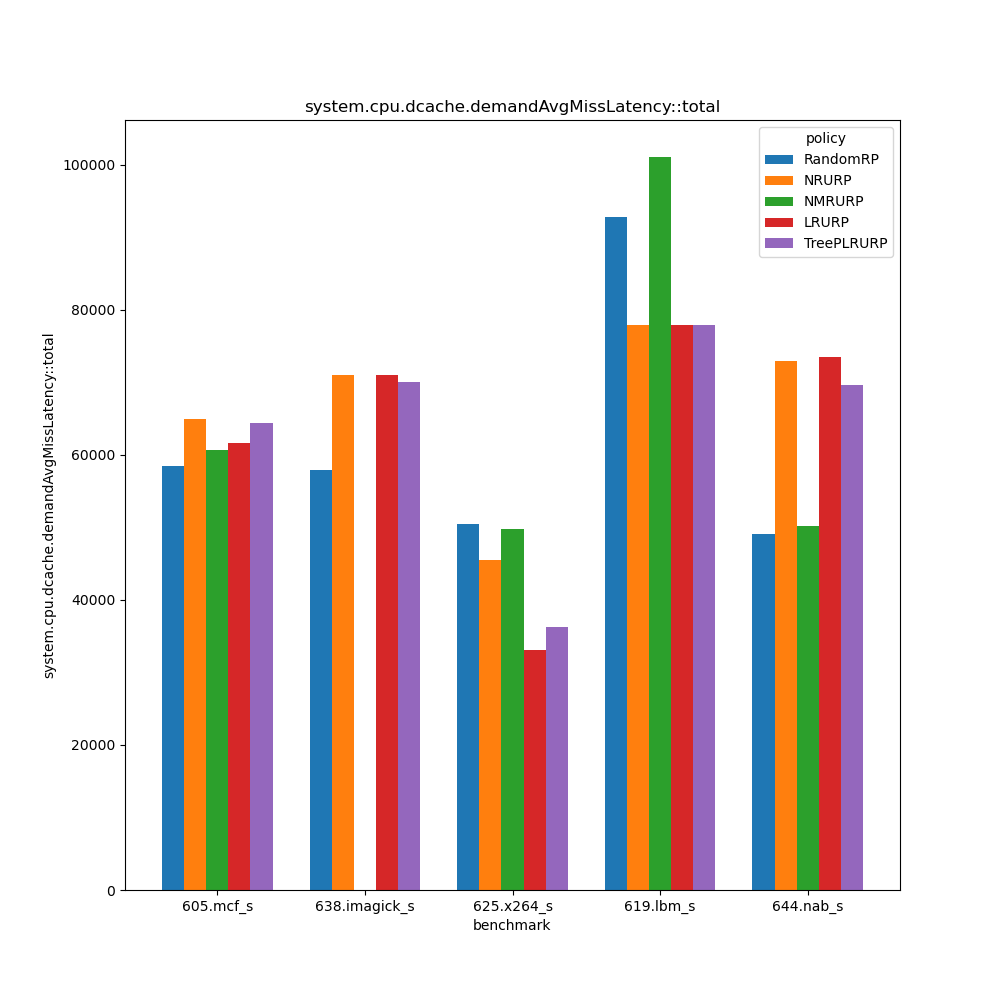 system.cpu.dcache.demandAvgMissLatency::total
policy
RandomRP
NRURP
NMRURP
LRURP
TreePLRURP
system.cpu.dcache.demandAvgMissLatency::total
100000
80000
60000
40000
20000
0
605.mcf_s
638.imagick_s
625.x264_s
619.lbm_s
644.nab_s
benchmark